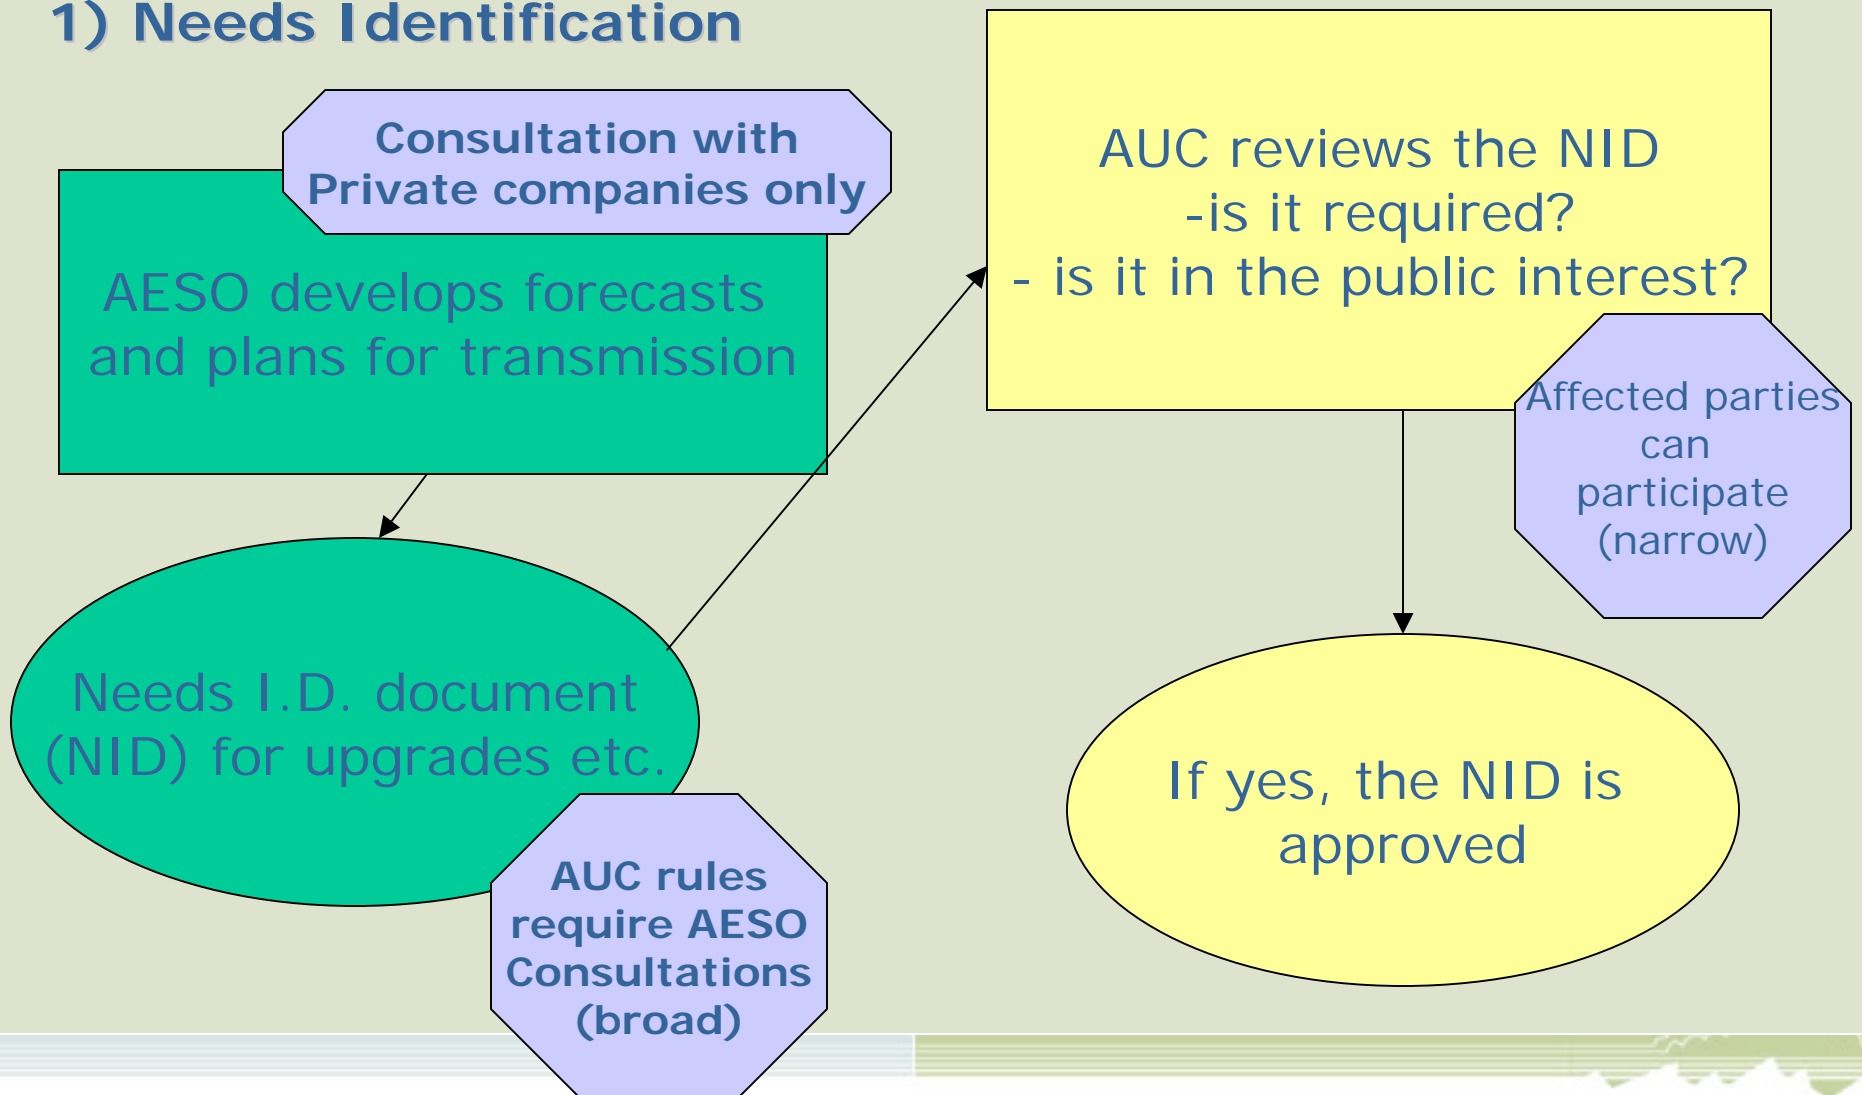 1) Needs Identification
Consultation with
Private companies only
AESO develops forecasts
and plans for transmission
Needs I.D. document
(NID) for upgrades etc.
AUC rules
require AESO
Consultations
(broad)
AUC reviews the NID
-is it required?
- is it in the public interest?
Affected parties
can
participate
(narrow)
If yes, the NID is
approved